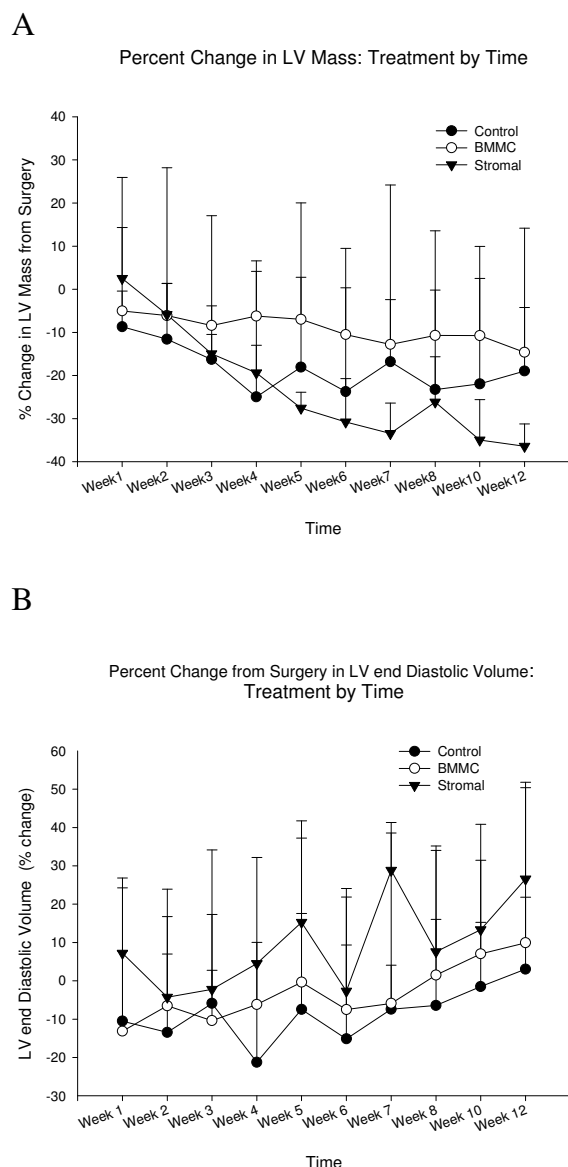 A
Percent Change in LV Mass: Treatment by Time
40
30
20
10
0
-10
-20
-30
-40
% Change in LV Mass from Surgery
Control
BMMC
Stromal
Week1
Week2
Week3
Week4
Week5
Week6
Week7
Week8
Week10
Week12
Time
B
Percent Change from Surgery in LV end Diastolic Volume:
Treatment by Time
60
50
40
30
20
10
0
-10
-20
-30
LV end Diastolic Volume (% change)
Control
BMMC
Stromal
Week 1
Week 2
Week 3
Week 4
Week 5
Week 6
Week 7
Week 8
Week 10
Week 12
Time